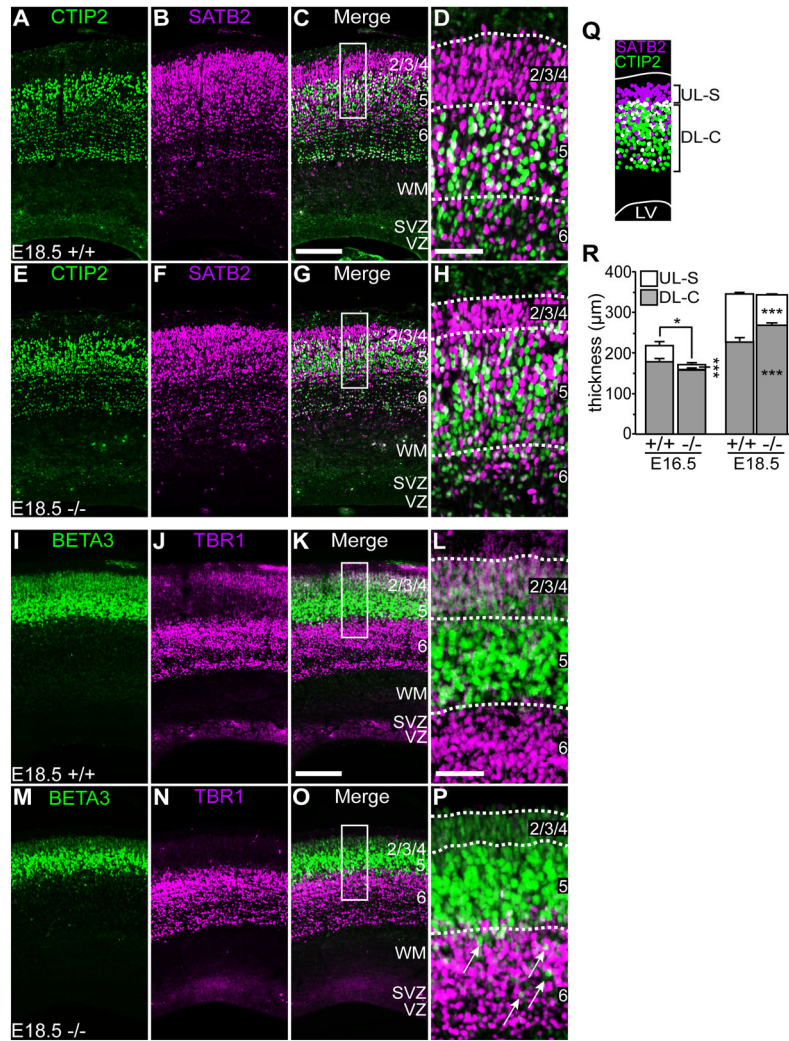 A CTIP2 B SATB2 C Merge D
2/3/4 2/3/4
5 5
6
WM
SVZ
VZ 6
E18.5 +/+
E CTIP2 F SATB2 G Merge H
2/3/4 2/3/4
5 5
6
WM
SVZ
VZ 6
E18.5 -/-
I BETA3 J TBR1 K Merge L
2/3/4 2/3/4
5 5
6
WM
SVZ
VZ 6
E18.5 +/+
M BETA3 N TBR1 O Merge P
2/3/4 2/3/4
5 5
6
WM
SVZ
VZ 6
E18.5 -/-
Q
SATB2
CTIP2
UL-S
DL-C
LV
R
UL-S
DL-C
thickness (μm)
400
300
200
100
0
*
***
***
***
+/+ -/- +/+ -/-
E16.5 E18.5